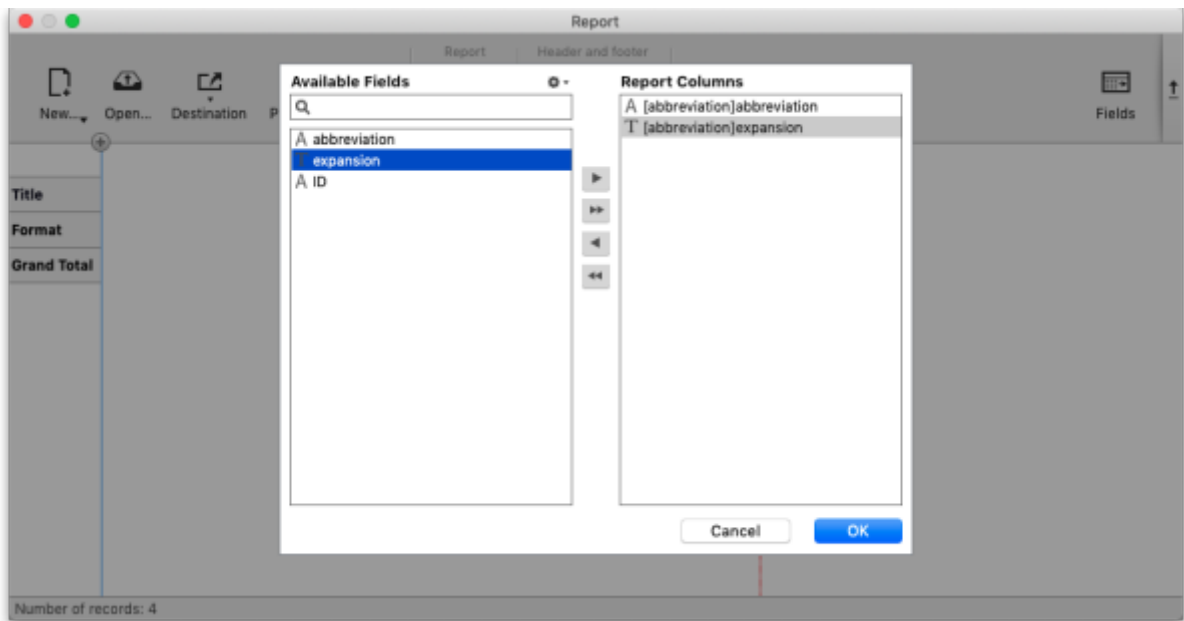 Report
Report Header and footer
New... Open... Destination P
Fields
Available Fields
abbreviation
expansion
ID
Report Columns
[abbreviation]abbreviation
[abbreviation]expansion
Title
Format
Grand Total
Cancel OK
Number of records: 4